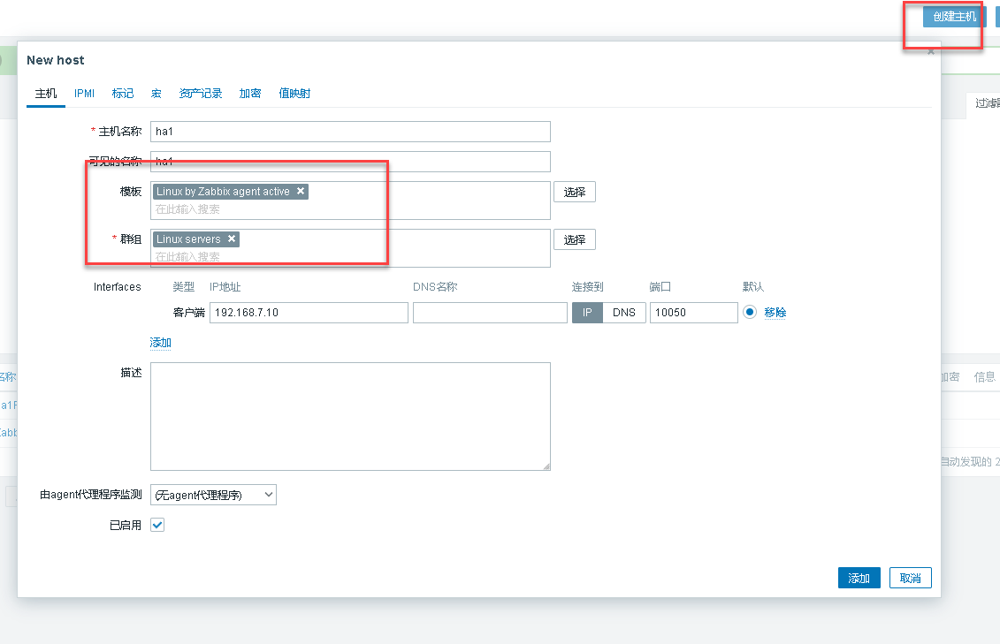 创建主机
New host
主机 IPMI 标记 宏 资产记录 加密 值映射
过滤器
* 主机名称 ha1
可见的名称 ha1
模板 Linux by Zabbix agent active 选择
在此输入搜索
* 群组 Linux servers 选择
在此输入搜索
Interfaces 类型 IP地址 DNS名称 连接到 端口 默认
客户端 192.168.7.10 IP DNS 10050 移除
添加
描述
名称 加密 信息
a1
Zabb
自动发现的 2
由agent代理程序监测 (无agent代理程序)
已启用
添加 取消